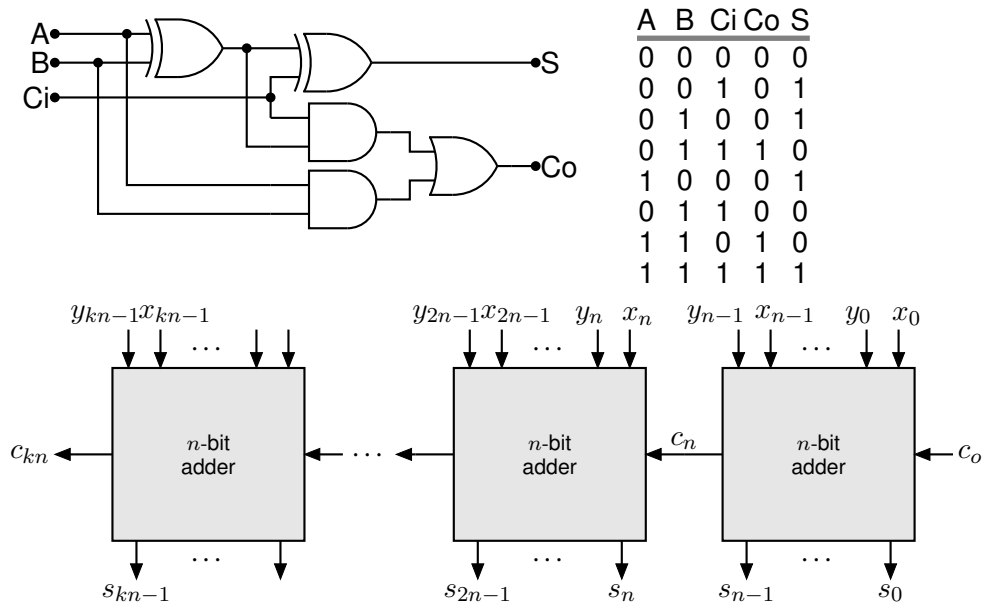 A
B
Ci
S
Co
A B Ci Co S
0 0 0 0 0
0 0 1 0 1
0 1 0 0 1
0 1 1 1 0
1 0 0 0 1
0 1 1 0 0
1 1 0 1 0
1 1 1 1 1
y_{kn−1} x_{kn−1} y_{2n−1} x_{2n−1} y_n x_n y_{n−1} x_{n−1} y_0 x_0
... ... ...
c_{kn} n-bit adder ... n-bit adder c_n n-bit adder c_o
... ... ...
s_{kn−1} s_{2n−1} s_n s_{n−1} s_0